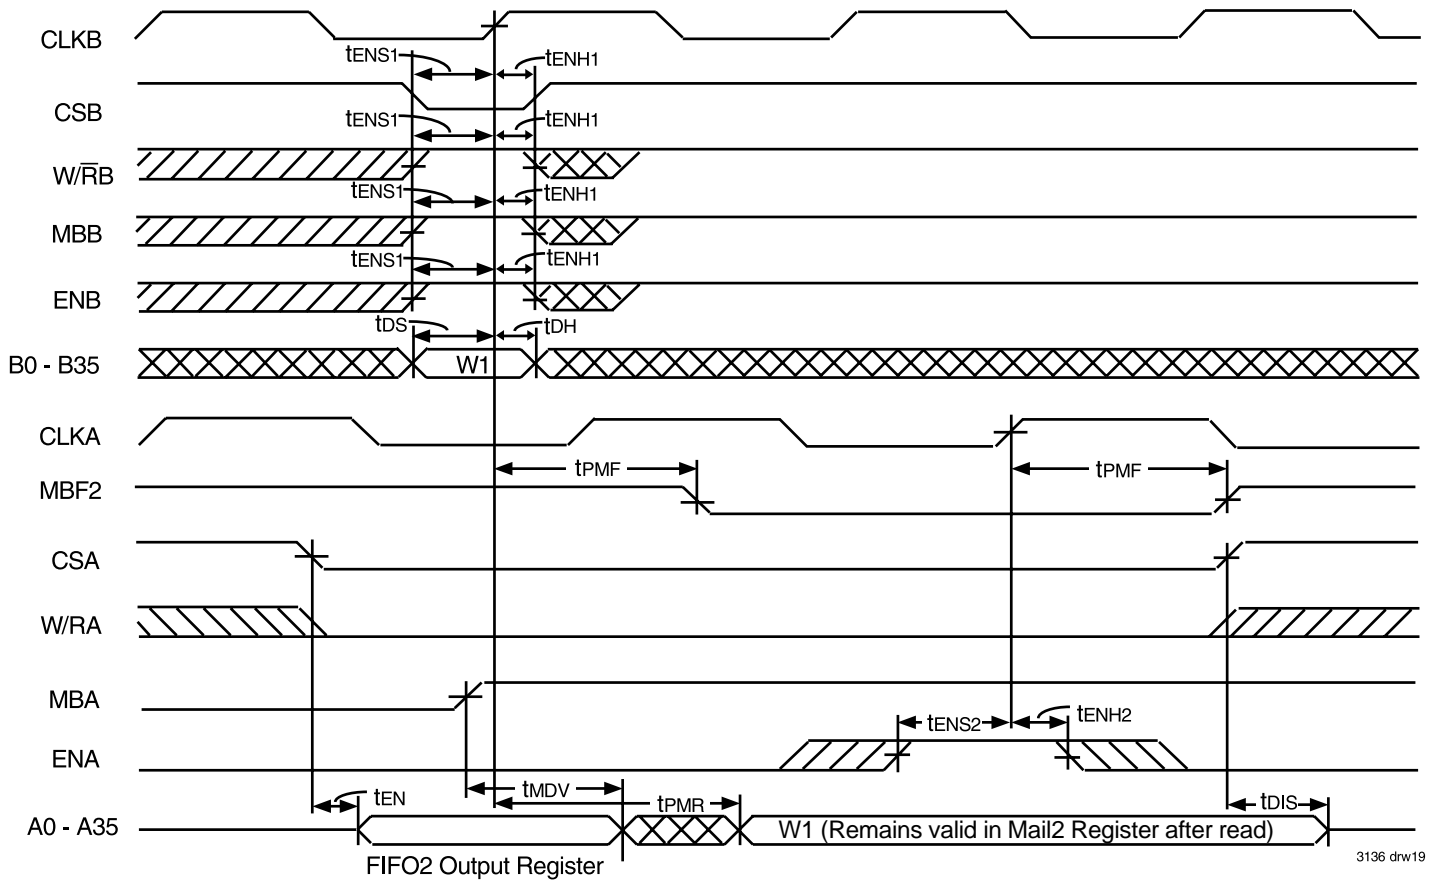 CLKB
tENS1 tENH1
CSB
tENS1 tENH1
W/R̅B
tENS1 tENH1
MBB
tENS1 tENH1
ENB
tDS tDH
B0 - B35 W1
CLKA
tPMF tPMF
MBF2
CSA
W/RA
MBA
tENS2 tENH2
ENA
tEN tMDV tPMR tDIS
A0 - A35 W1 (Remains valid in Mail2 Register after read)
FIFO2 Output Register
3136 drw19